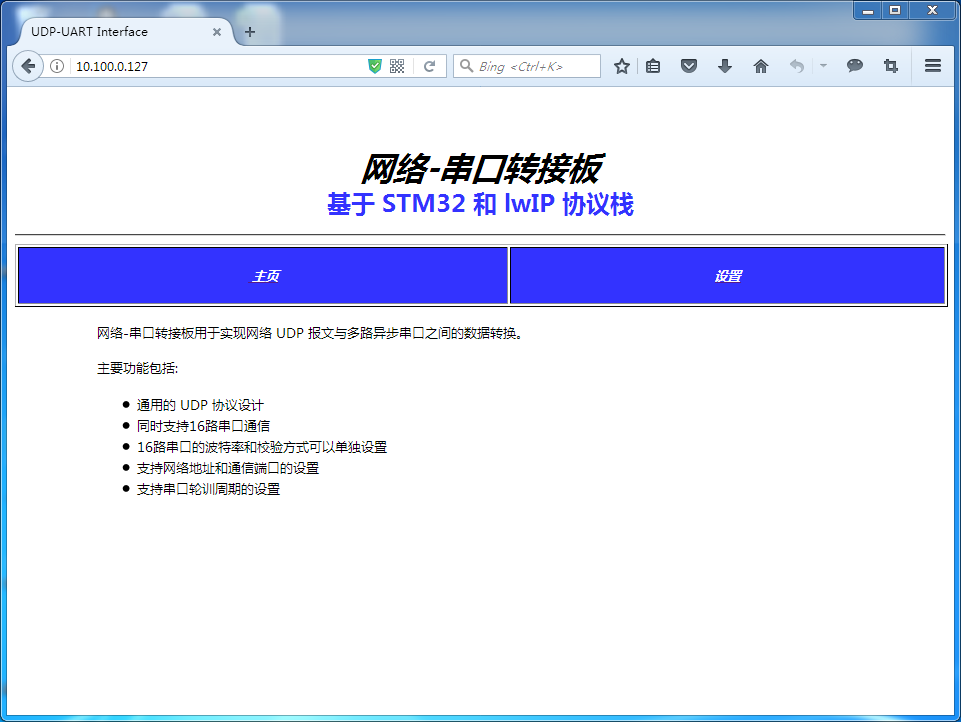 UDP-UART Interface
10.100.0.127
Bing <Ctrl+K>
网络-串口转接板
基于 STM32 和 lwIP 协议栈
主页
设置
网络-串口转接板用于实现网络 UDP 报文与多路异步串口之间的数据转换。
主要功能包括:
通用的 UDP 协议设计
同时支持16路串口通信
16路串口的波特率和校验方式可以单独设置
支持网络地址和通信端口的设置
支持串口轮训周期的设置